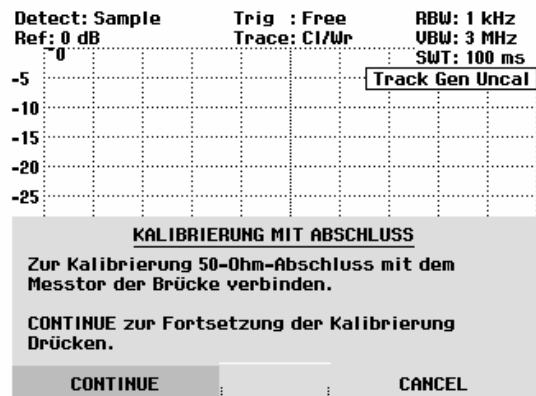 Detect: Sample Trig : Free RBW: 1 kHz
Ref: 0 dB Trace: Cl/Wr VBW: 3 MHz
0 SWT: 100 ms
-5 Track Gen Uncal
-10
-15
-20
-25
KALIBRIERUNG MIT ABSCHLUSS
Zur Kalibrierung 50-Ohm-Abschluss mit dem
Messtor der Brücke verbinden.
CONTINUE zur Fortsetzung der Kalibrierung
Drücken.
CONTINUE CANCEL